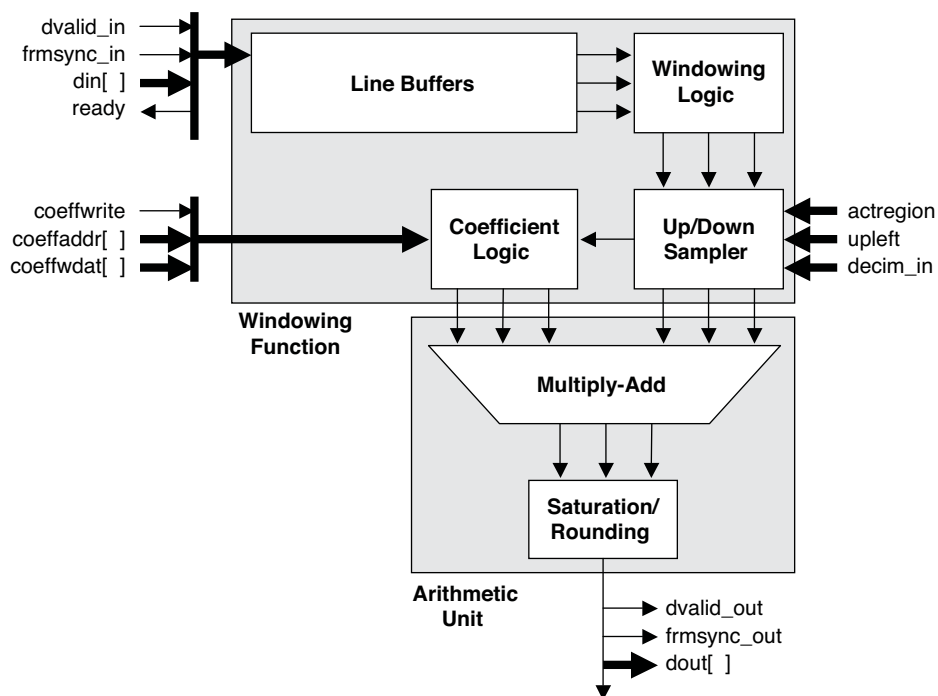 dvalid_in
frmsync_in
din[ ]
ready
Line Buffers
Windowing
Logic
coeffwrite
coeffaddr[ ]
coeffwdat[ ]
Coefficient
Logic
Up/Down
Sampler
actregion
upleft
decim_in
Windowing
Function
Multiply-Add
Saturation/
Rounding
Arithmetic
Unit
dvalid_out
frmsync_out
dout[ ]